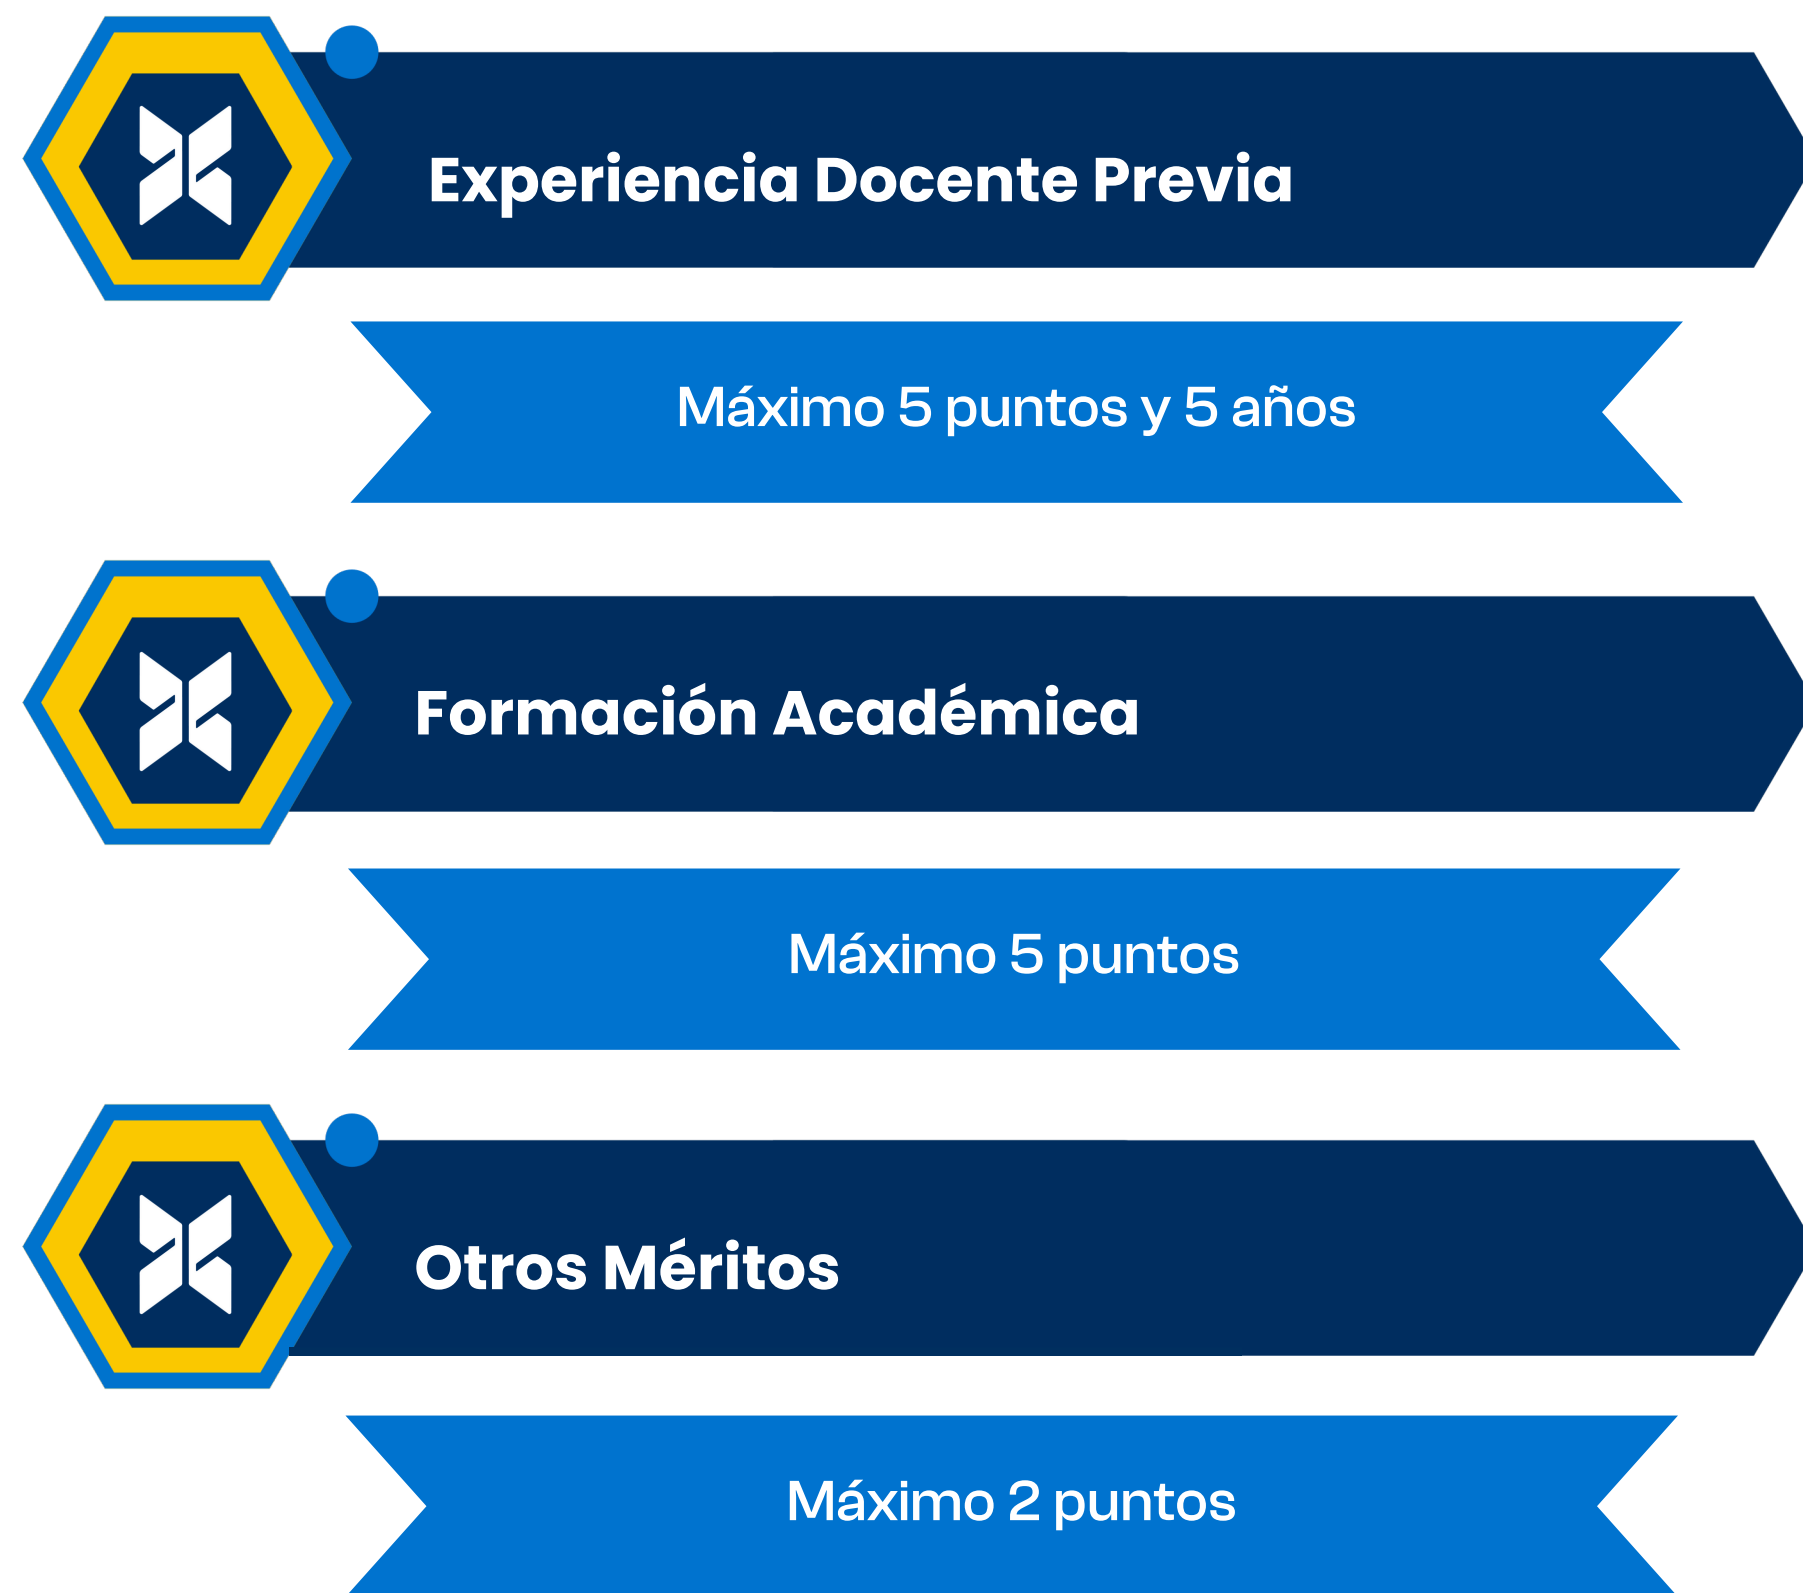 Experiencia Docente Previa
Máximo 5 puntos y 5 años
Formación Académica
Máximo 5 puntos
Otros Méritos
Máximo 2 puntos